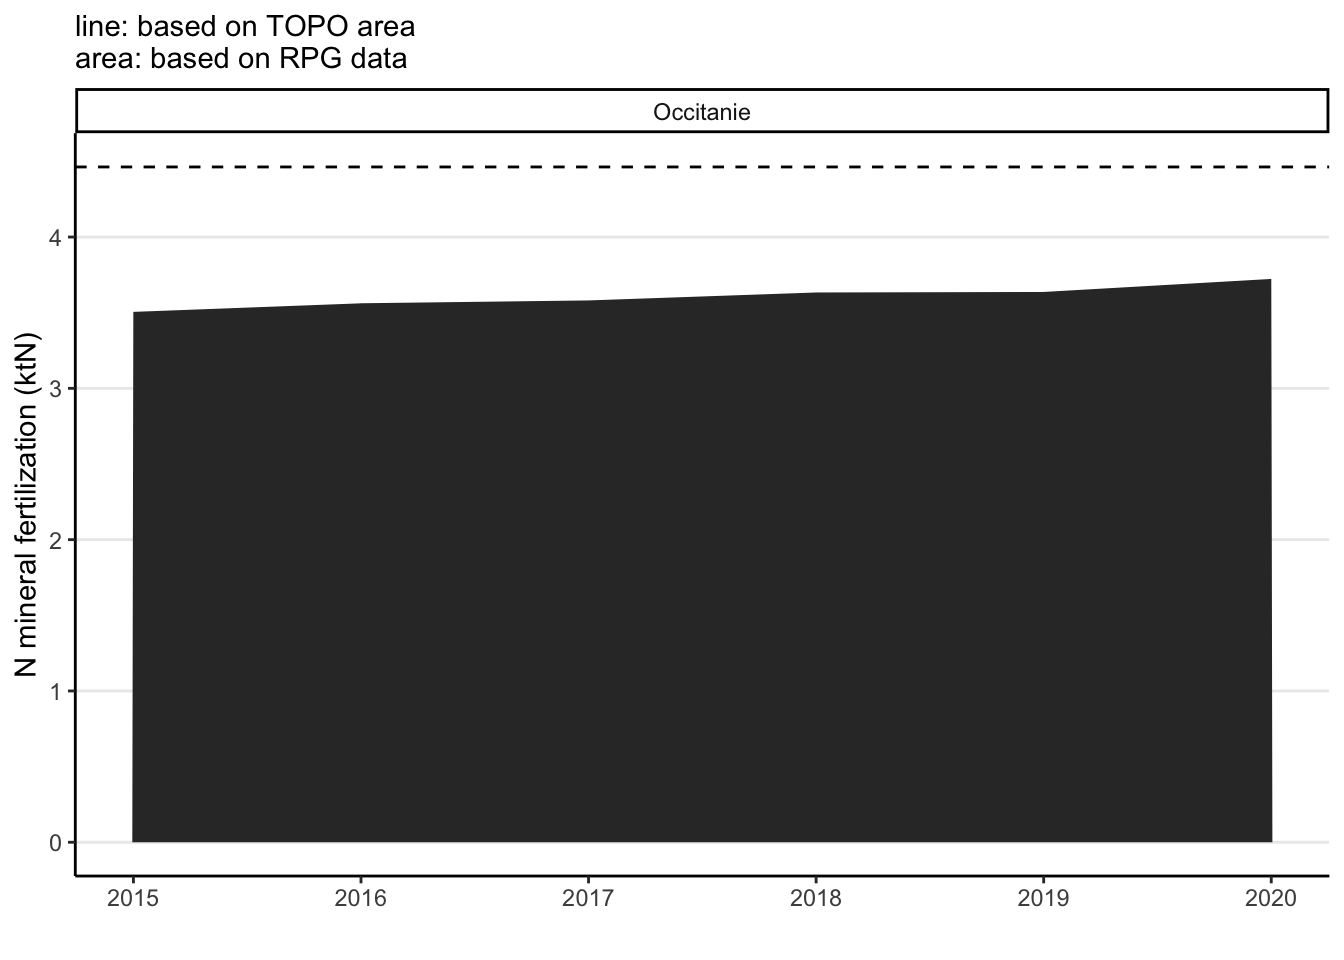 line: based on TOPO area
area: based on RPG data
Occitanie
N mineral fertilization (ktN)
4
3
2
1
0
2015 2016 2017 2018 2019 2020